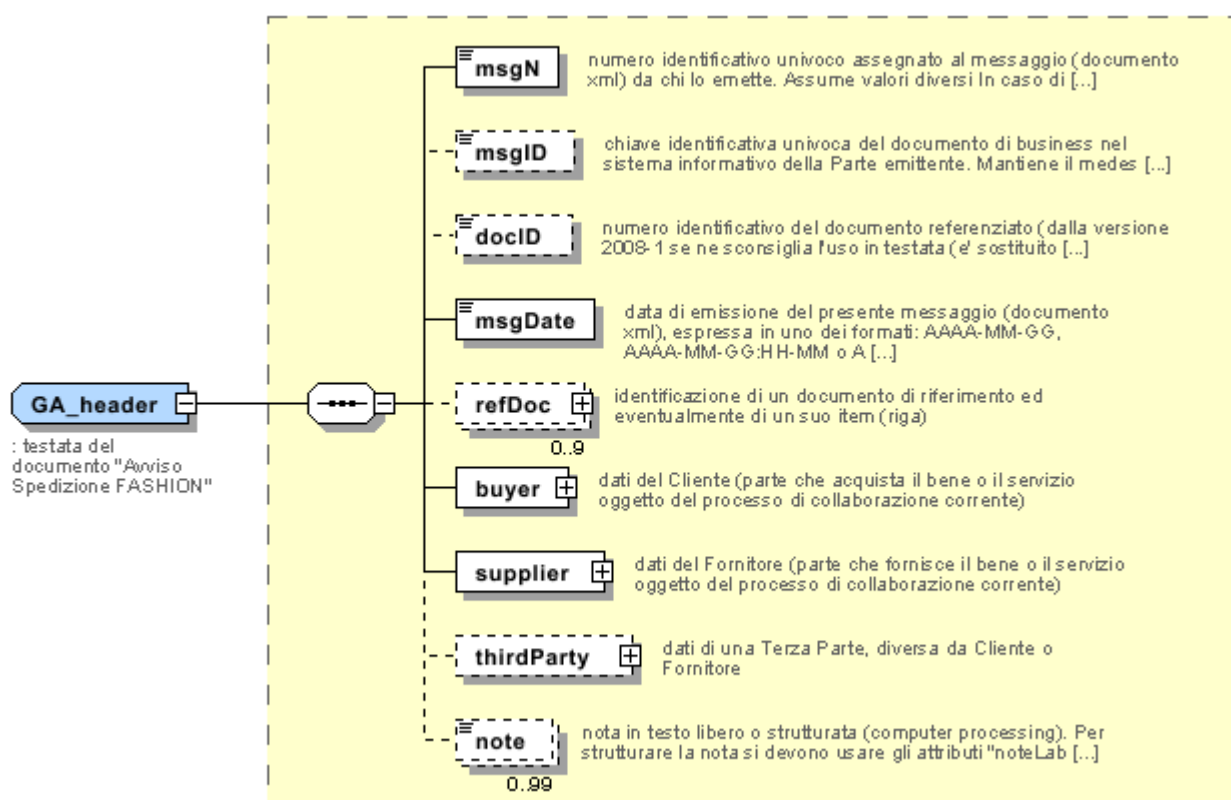 msgN
numero identificativo univoco assegnato al messaggio (documento
xml) da chi lo emette. Assume valori diversi In caso di [...]
msgID
chiave identificativa univoca del documento di business nel
sistema informativo della Parte emittente. Mantiene il medes [...]
docID
numero identificativo del documento referenziato (dalla versione
2008-1 se ne sconsiglia l'uso in testata (e' sostituito [...]
msgDate
data di emissione del presente messaggio (documento
xml), espressa in uno dei formati: AAAA-MM-GG,
AAAA-MM-GG:HH-MM o A [...]
GA_header
: testata del
documento "Avviso
Spedizione FASHION"
refDoc
0..9
identificazione di un documento di riferimento ed
eventualmente di un suo item (riga)
buyer
dati del Cliente (parte che acquista il bene o il servizio
oggetto del processo di collaborazione corrente)
supplier
dati del Fornitore (parte che fornisce il bene o il servizio
oggetto del processo di collaborazione corrente)
thirdParty
dati di una Terza Parte, diversa da Cliente o
Fornitore
note
0..99
nota in testo libero o strutturata (computer processing). Per
strutturare la nota si devono usare gli attributi "noteLab [...]